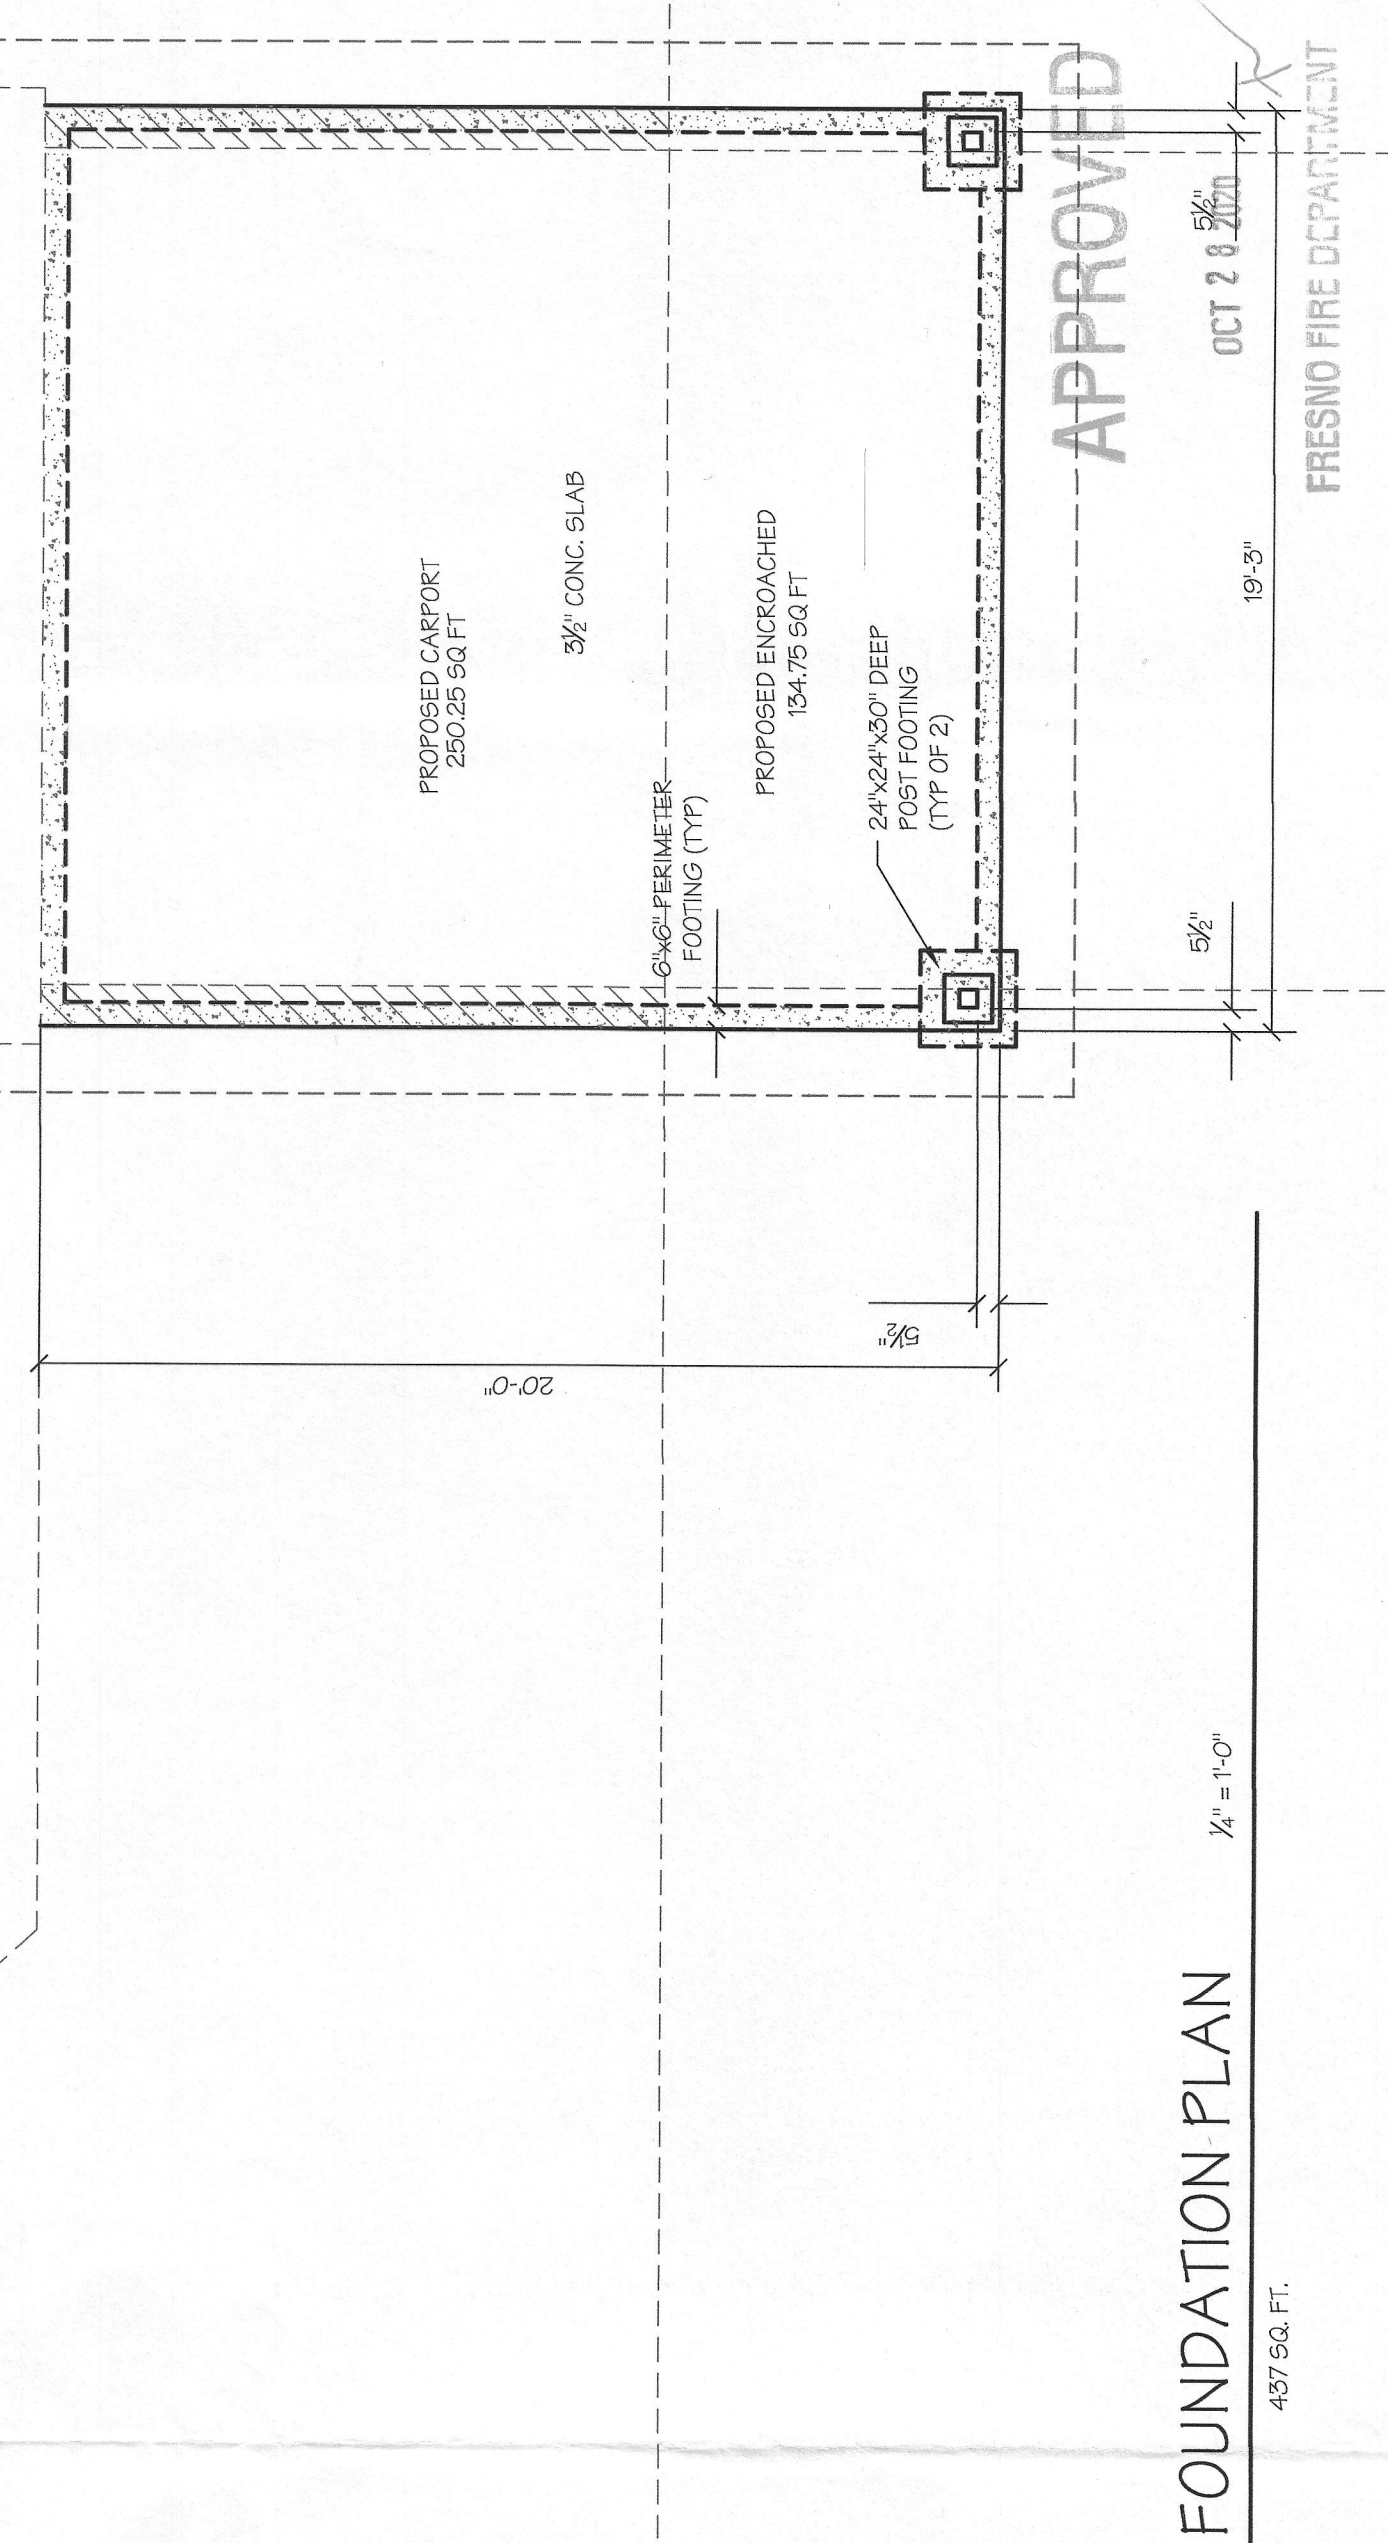 PROPOSED CARPORT
250.25 SQ FT
3½" CONC. SLAB
6"x6" PERIMETER
FOOTING (TYP)
PROPOSED ENCROACHED
134.75 SQ FT
24"x24"x30" DEEP
POST FOOTING
(TYP OF 2)
5½"
20'-0"
5½"
5½"
19'-3"
APPROVED
OCT 28 2020
FRESNO FIRE DEPARTMENT
FOUNDATION PLAN
¼" = 1'-0"
437 SQ. FT.